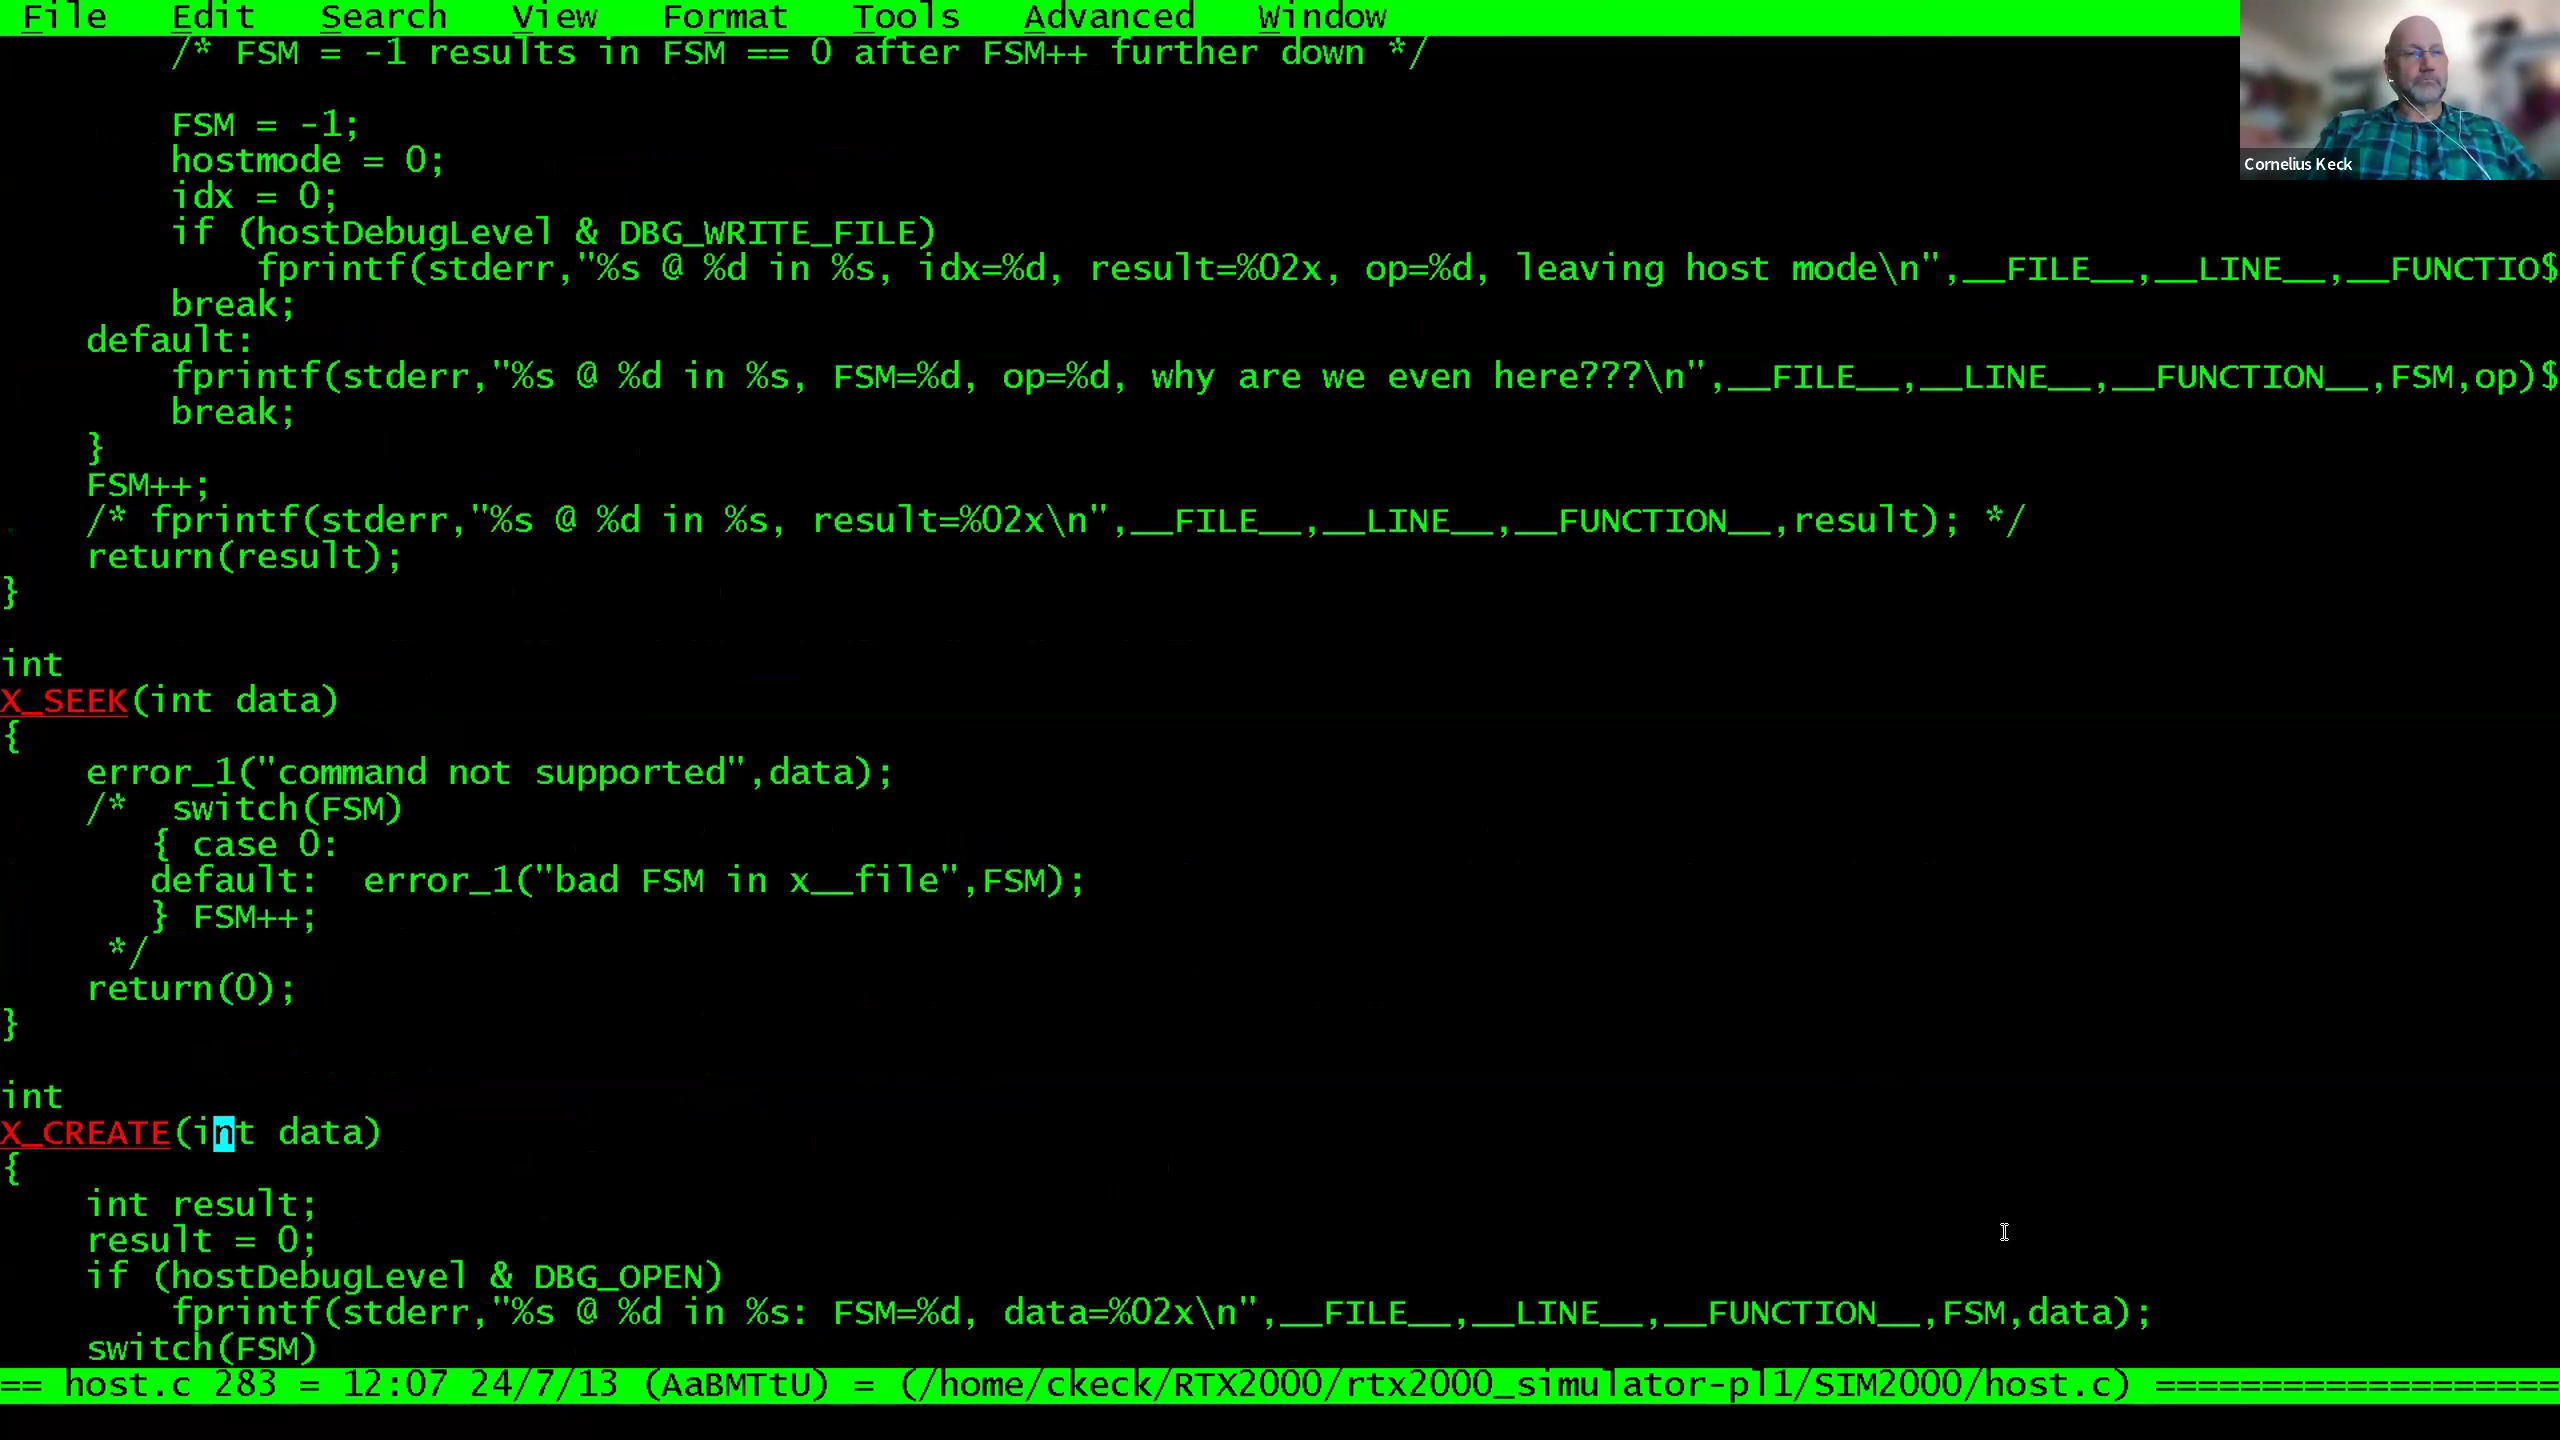 File Edit Search View Format Tools Advanced Window
/* FSM = -1 results in FSM == 0 after FSM++ further down */
FSM = -1;
hostmode = 0;
idx = 0;
if (hostDebugLevel & DBG_WRITE_FILE)
fprintf(stderr,"%s @ %d in %s, idx=%d, result=%02x, op=%d, leaving host mode\n",__FILE__,__LINE__,__FUNCTIO$
break;
default:
fprintf(stderr,"%s @ %d in %s, FSM=%d, op=%d, why are we even here???\n",__FILE__,__LINE__,__FUNCTION__,FSM,op)$
break;
}
FSM++;
/* fprintf(stderr,"%s @ %d in %s, result=%02x\n",__FILE__,__LINE__,__FUNCTION__,result); */
return(result);
}
int
X_SEEK(int data)
{
error_1("command not supported",data);
/*  switch(FSM)
{ case 0:
default:  error_1("bad FSM in x__file",FSM);
} FSM++;
*/
return(0);
}
int
X_CREATE(int data)
{
int result;
result = 0;
if (hostDebugLevel & DBG_OPEN)
fprintf(stderr,"%s @ %d in %s: FSM=%d, data=%02x\n",__FILE__,__LINE__,__FUNCTION__,FSM,data);
switch(FSM)
== host.c 283 = 12:07 24/7/13 (AaBMTtU) = (/home/ckeck/RTX2000/rtx2000_simulator-pl1/SIM2000/host.c) ===================
Cornelius Keck